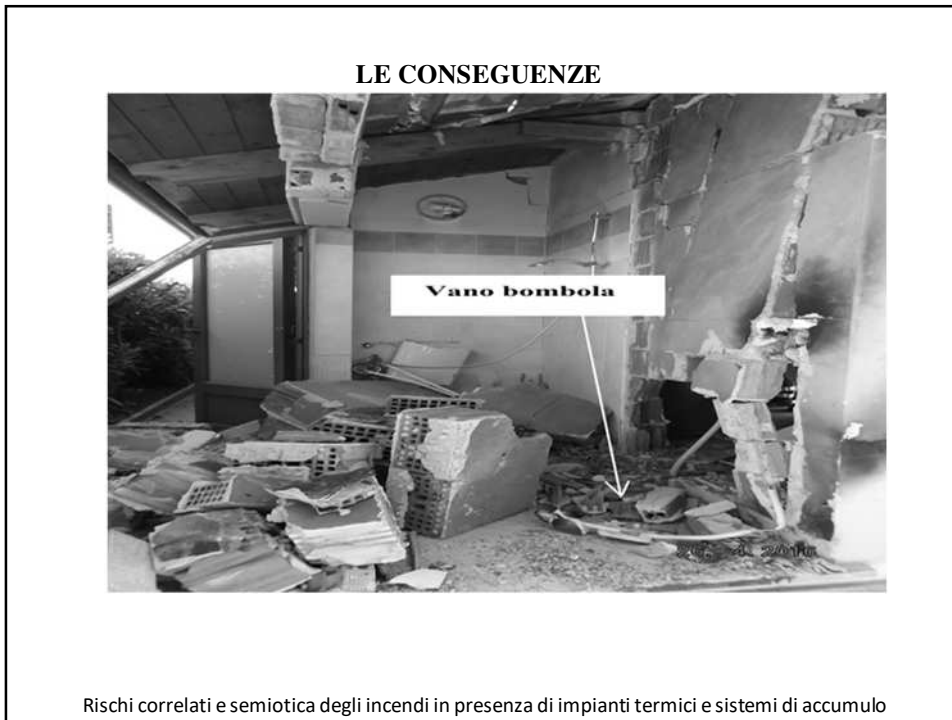 LE CONSEGUENZE
Vano bombola
Rischi correlati e semiotica degli incendi in presenza di impianti termici e sistemi di accumulo